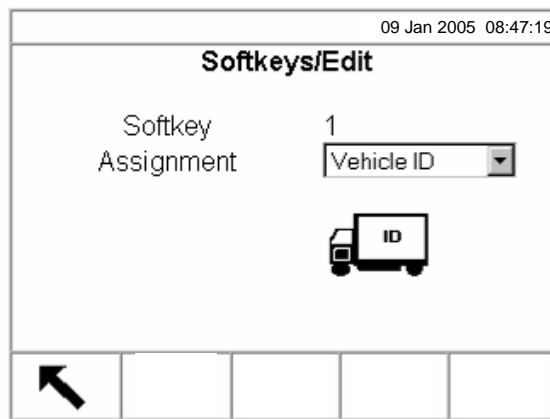 09 Jan 2005 08:47:19
Softkeys/Edit
Softkey 1
Assignment Vehicle ID
ID